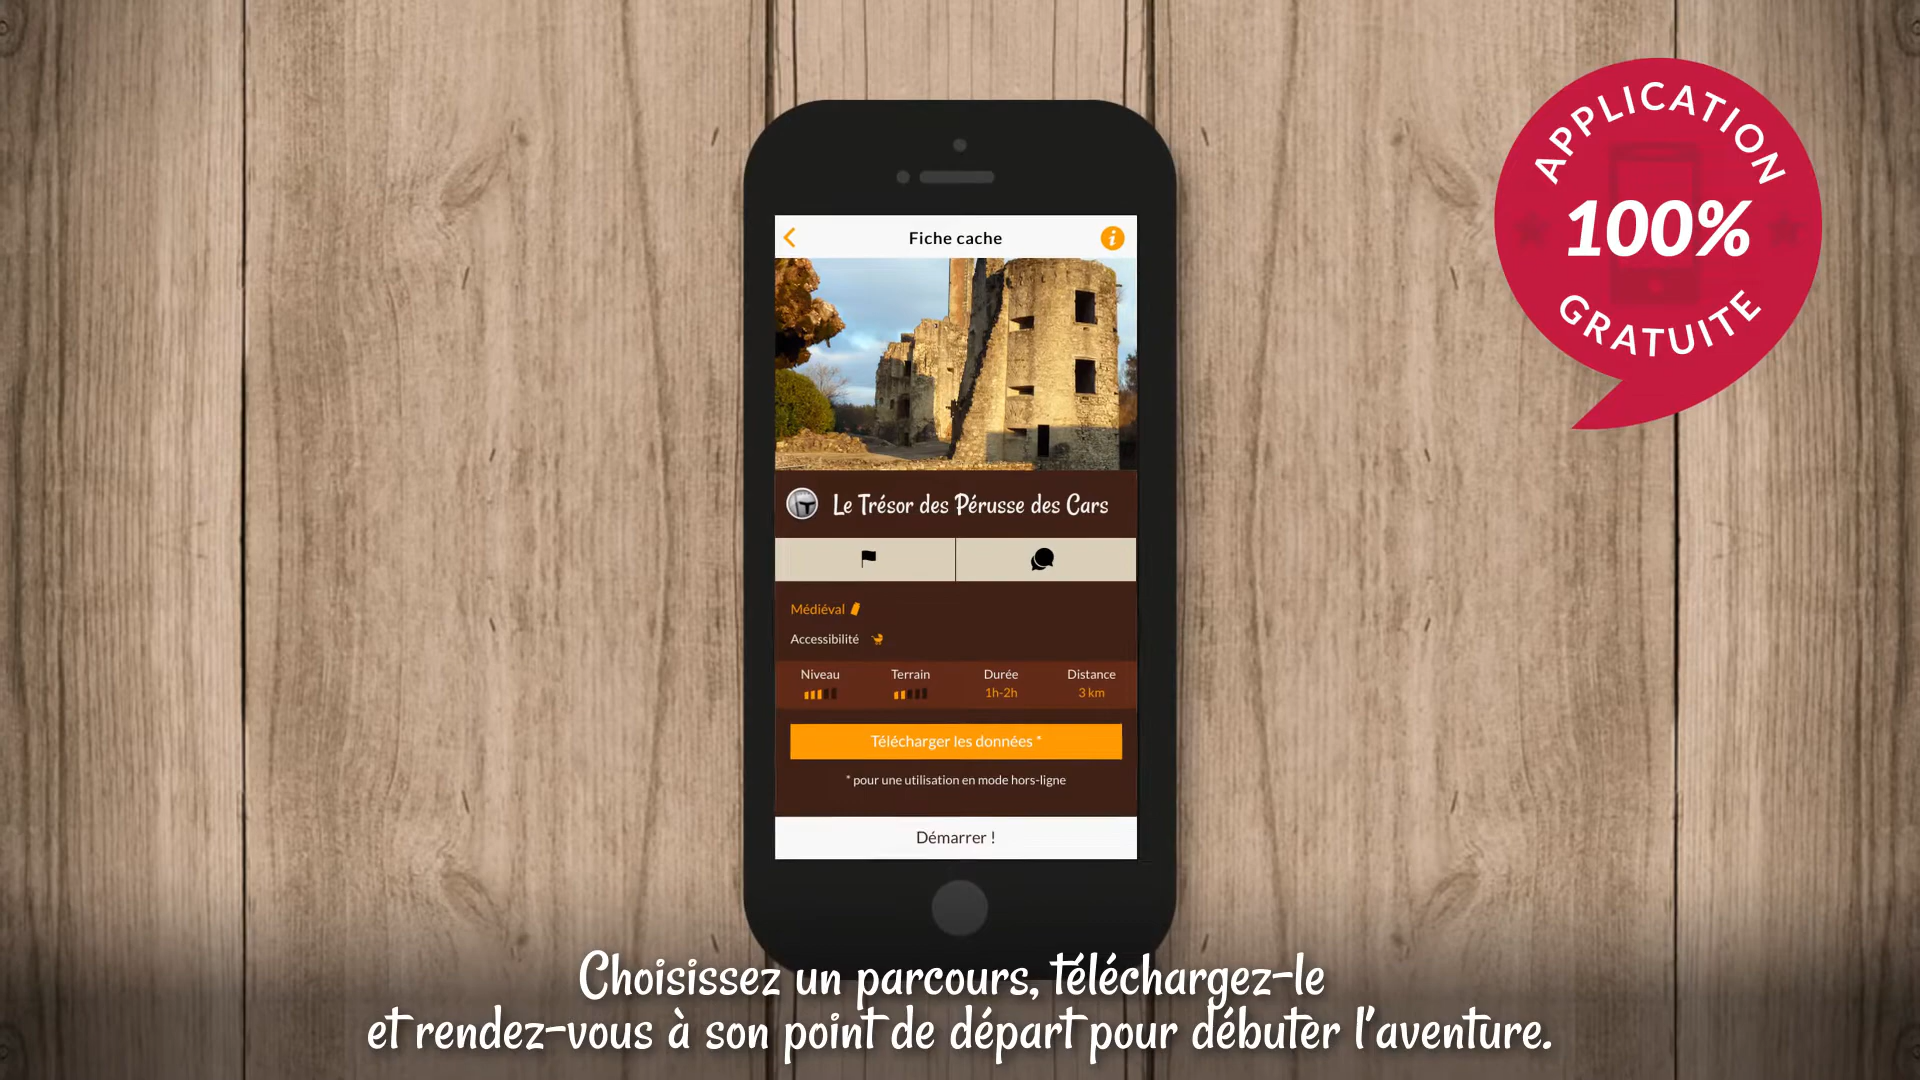 APPLICATION
100%
GRATUITE
Fiche cache
Le Trésor des Pérusse des Cars
Médiéval
Accessibilité
Niveau Terrain Durée Distance
1h-2h 3 km
Télécharger les données *
* pour une utilisation en mode hors-ligne
Démarrer !
Choisissez un parcours, téléchargez-le
et rendez-vous à son point de départ pour débuter l'aventure.